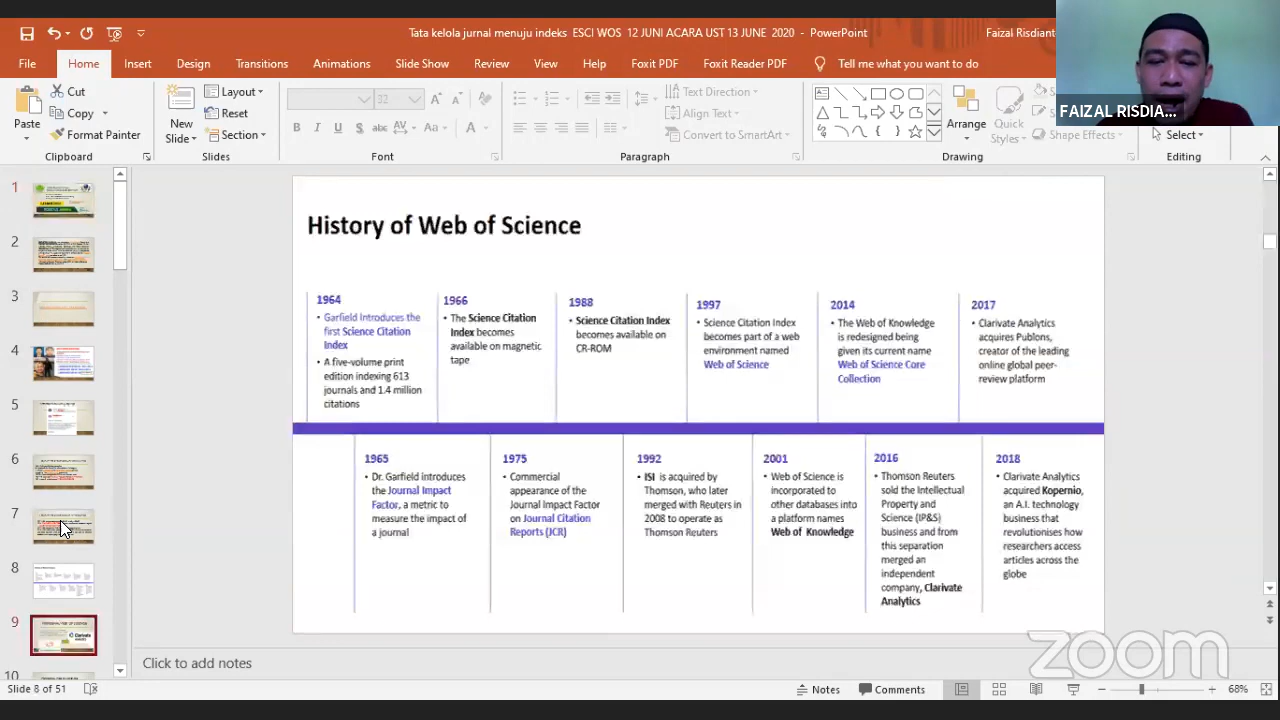 Tata kelola jurnal menuju indeks ESCI WOS 12 JUNI ACARA UST 13 JUNE 2020 - PowerPoint
Faizal Risdiant
File Home Insert Design Transitions Animations Slide Show Review View Help Foxit PDF Foxit Reader PDF Tell me what you want to do
FAIZAL RISDIA...
Paste
Cut
Copy
Format Painter
Clipboard
New
Slide
Layout
Reset
Section
Slides
32
Font
Text Direction
Align Text
Convert to SmartArt
Paragraph
Arrange
Quick
Styles
Shape Effects
Drawing
Select
Editing
1
2
3
4
5
6
7
8
9
10
History of Web of Science
1964
• Garfield Introduces the
first Science Citation
Index
• A five-volume print
edition indexing 613
journals and 1.4 million
citations
1966
• The Science Citation
Index becomes
available on magnetic
tape
1988
• Science Citation Index
becomes available on
CR-ROM
1997
• Science Citation Index
becomes part of a web
environment named
Web of Science
2014
• The Web of Knowledge
is redesigned being
given its current name
Web of Science Core
Collection
2017
• Clarivate Analytics
acquires Publons,
creator of the leading
online global peer-
review platform
1965
• Dr. Garfield introduces
the Journal Impact
Factor, a metric to
measure the impact of
a journal
1975
• Commercial
appearance of the
Journal Impact Factor
on Journal Citation
Reports (JCR)
1992
• ISI is acquired by
Thomson, who later
merged with Reuters in
2008 to operate as
Thomson Reuters
2001
• Web of Science is
incorporated to
other databases into
a platform names
Web of Knowledge
2016
• Thomson Reuters
sold the Intellectual
Property and
Science (IP&S)
business and from
this separation
merged an
independent
company, Clarivate
Analytics
2018
• Clarivate Analytics
acquired Kopernio,
an A.I. technology
business that
revolutionises how
researchers access
articles across the
globe
Click to add notes
zoom
Slide 8 of 51
Notes
Comments
68%